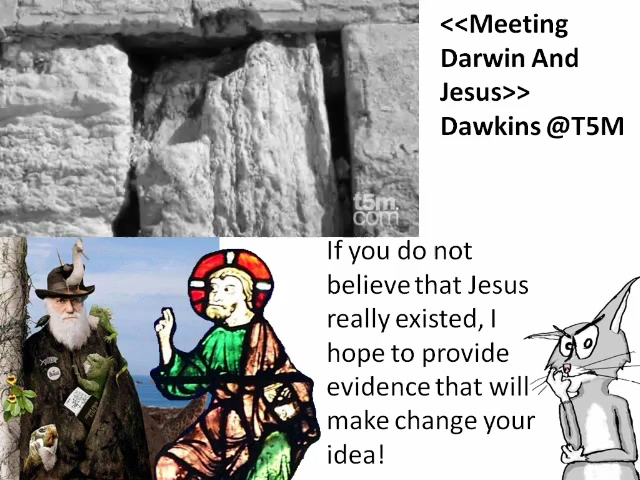 <<Meeting
Darwin And
Jesus>>
Dawkins @T5M
t5m.
com
If you do not
believe that Jesus
really existed, I
hope to provide
evidence that will
make change your
idea!